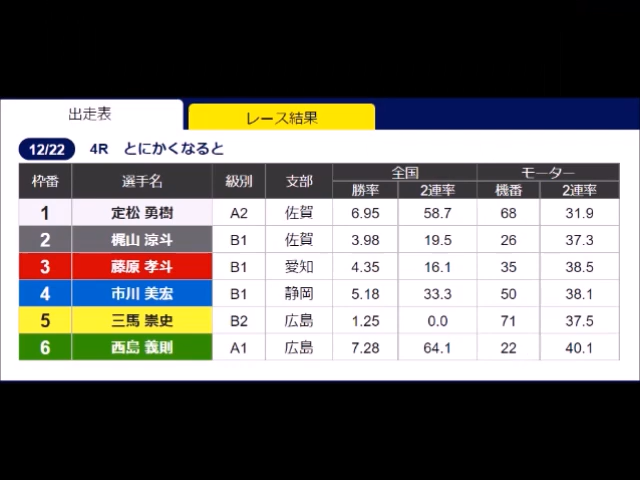 出走表
レース結果
12/22 4R とにかくなると
枠番 選手名 級別 支部 全国 モーター
勝率 2連率 機番 2連率
1 定松 勇樹 A2 佐賀 6.95 58.7 68 31.9
2 梶山 涼斗 B1 佐賀 3.98 19.5 26 37.3
3 藤原 孝斗 B1 愛知 4.35 16.1 35 38.5
4 市川 美宏 B1 静岡 5.18 33.3 50 38.1
5 三馬 崇史 B2 広島 1.25 0.0 71 37.5
6 西島 義則 A1 広島 7.28 64.1 22 40.1